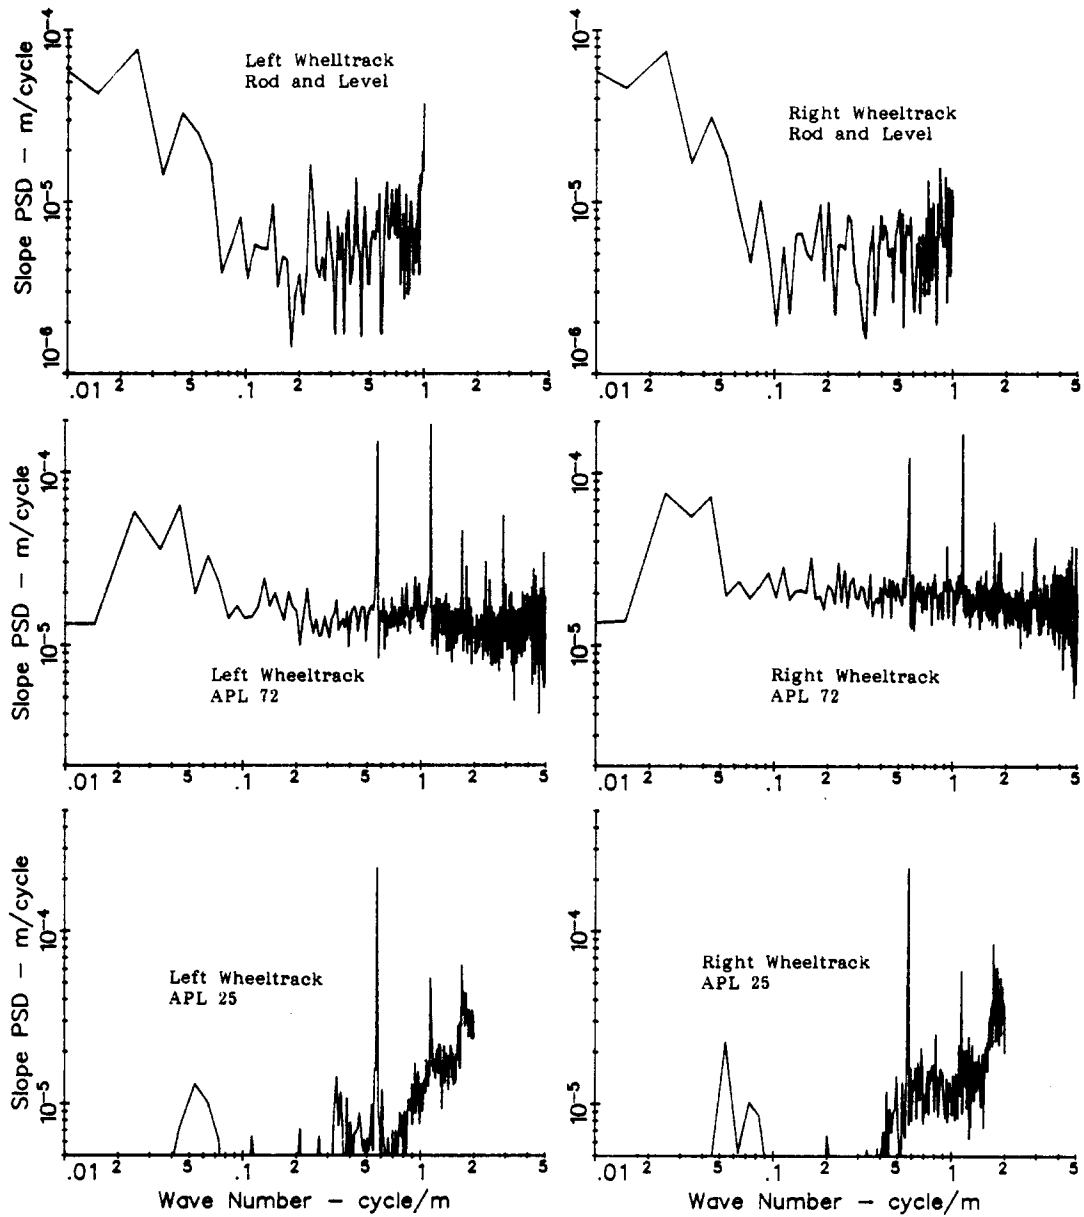 Slope PSD - m/cycle
10-4
10-5
10-6
Left Whelltrack
Rod and Level
.01 2 5 .1 2 5 1 2 5
10-4
10-5
10-6
Right Wheeltrack
Rod and Level
.01 2 5 .1 2 5 1 2 5
Slope PSD - m/cycle
10-4
10-5
Left Wheeltrack
APL 72
.01 2 5 .1 2 5 1 2 5
10-4
10-5
Right Wheeltrack
APL 72
.01 2 5 .1 2 5 1 2 5
Slope PSD - m/cycle
10-4
10-5
Left Wheeltrack
APL 25
.01 2 5 .1 2 5 1 2 5
Wave Number - cycle/m
10-4
10-5
Right Wheeltrack
APL 25
.01 2 5 .1 2 5 1 2 5
Wave Number - cycle/m